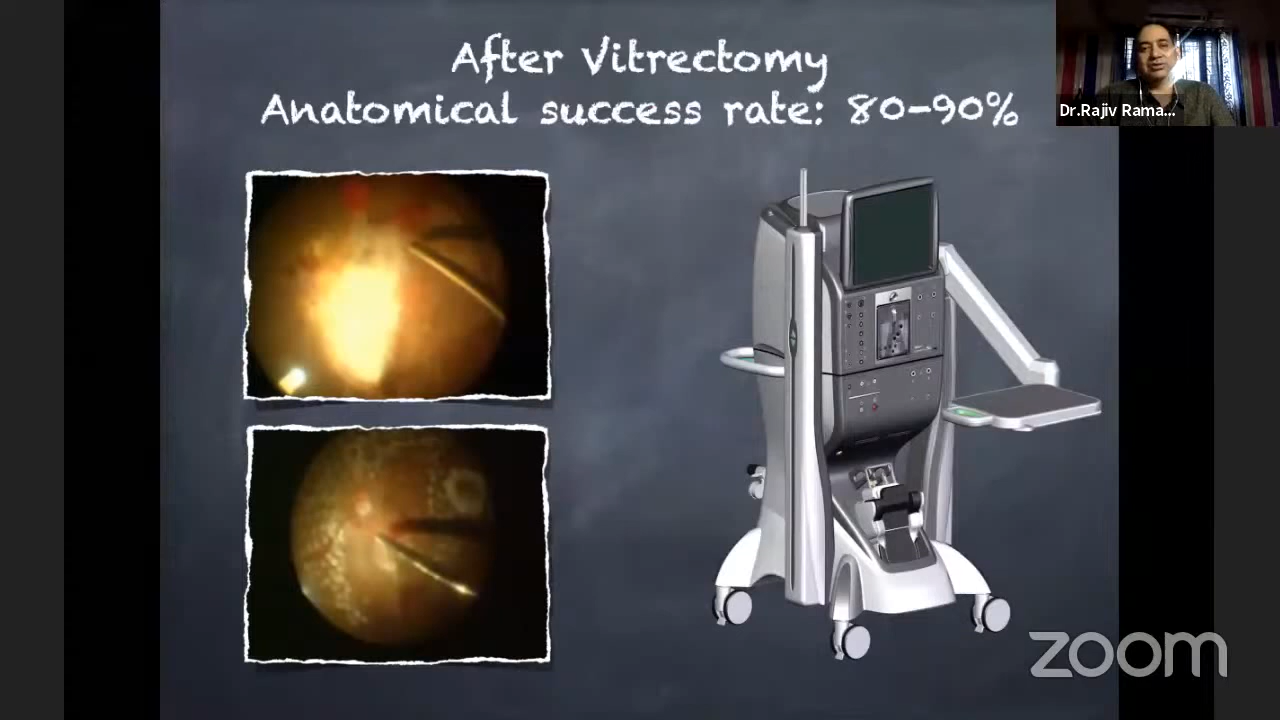 After Vitrectomy
Anatomical success rate: 80-90%
Dr.Rajiv Rama...
zoom